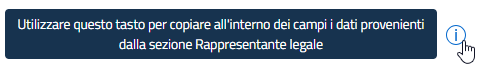 Utilizzare questo tasto per copiare all'interno dei campi i dati provenienti
dalla sezione Rappresentante legale